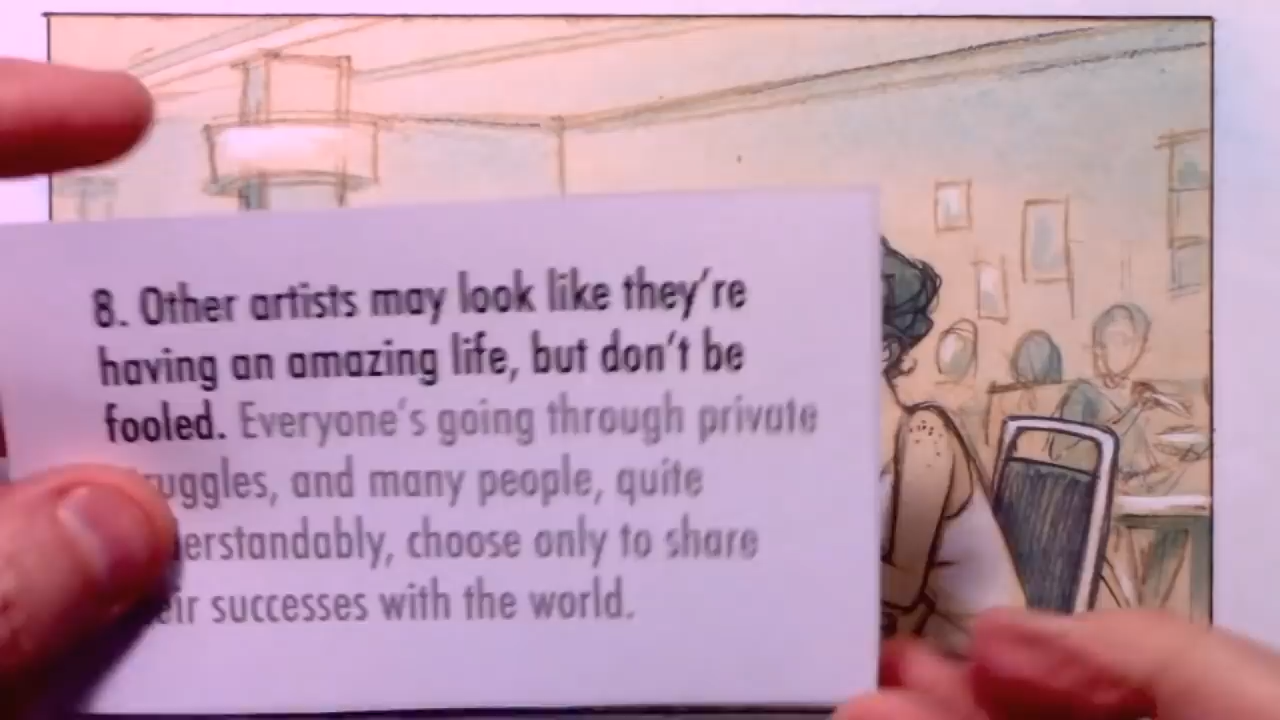 8. Other artists may look like they're
having an amazing life, but don't be
fooled. Everyone's going through private
and many people, quite
choose only to share
successes with the world.